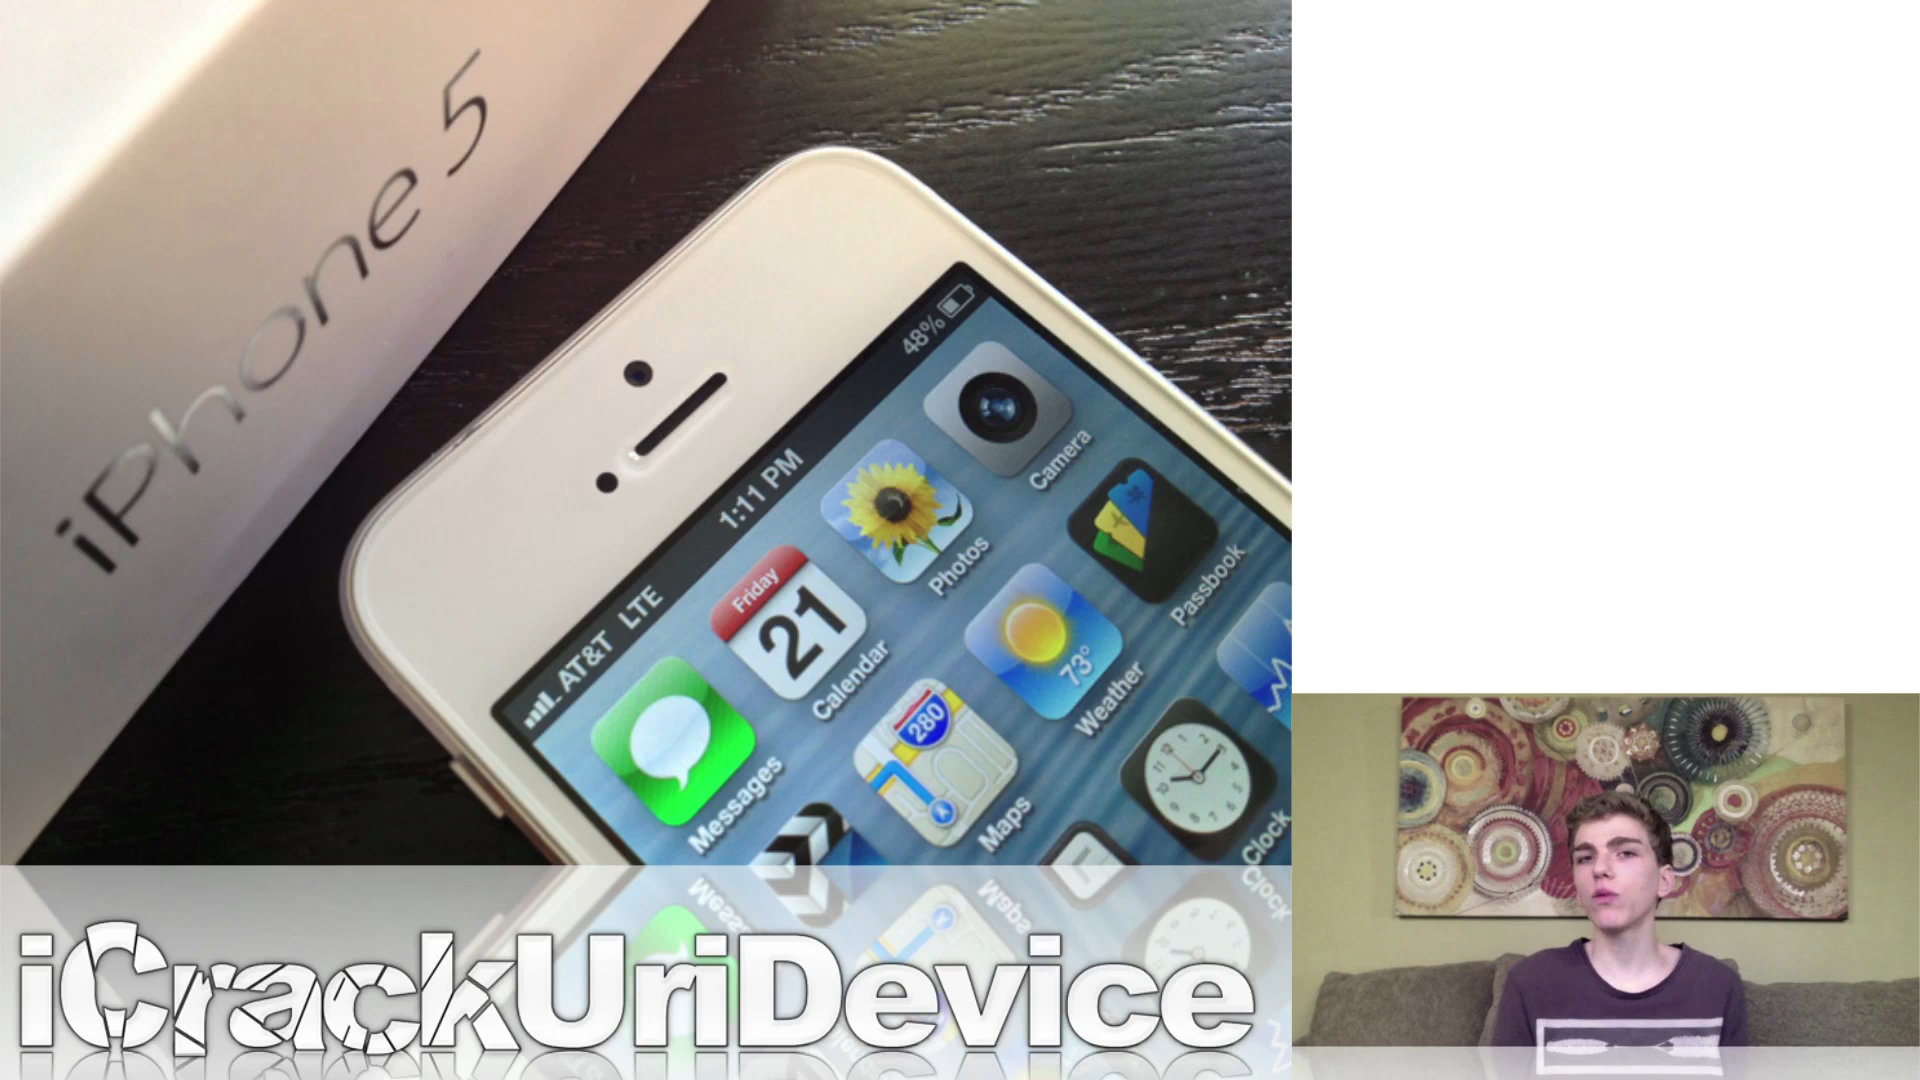 iPhone 5
AT&T LTE
1:11 PM
48%
Messages
Friday
21
Calendar
Photos
Camera
280
Maps
73°
Weather
Passbook
Clock
iCrackUriDevice